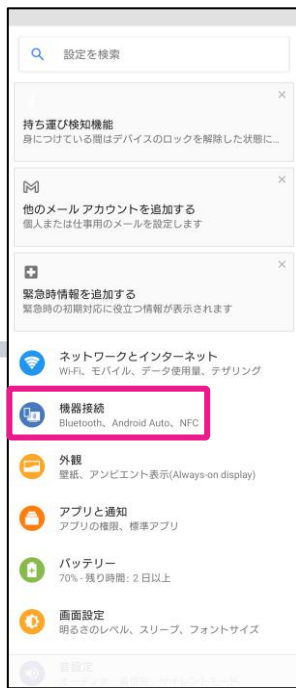 設定を検索
持ち運び検知機能
身につけている間はデバイスのロックを解除した状態に...
他のメール アカウントを追加する
個人または仕事用のメールを設定します
緊急時情報を追加する
緊急時の初期対応に役立つ情報が表示されます
ネットワークとインターネット
Wi-Fi、モバイル、データ使用量、テザリング
機器接続
Bluetooth、Android Auto、NFC
外観
壁紙、アンビエント表示(Always-on display)
アプリと通知
アプリの権限、標準アプリ
バッテリー
70% - 残り時間: 2 日以上
画面設定
明るさのレベル、スリープ、フォントサイズ
音設定